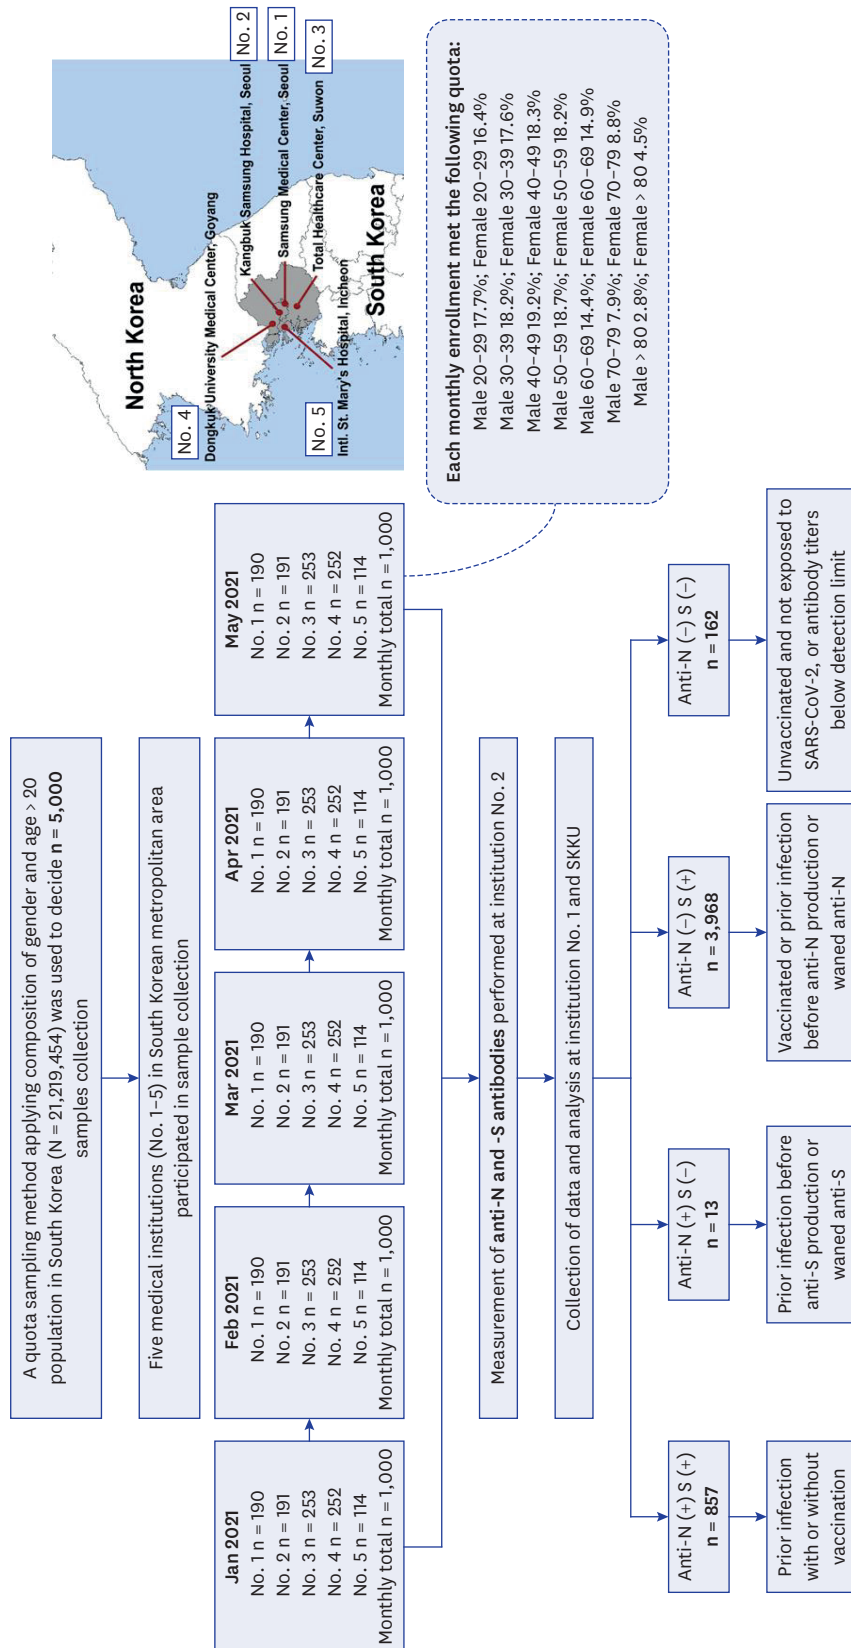 A quota sampling method applying composition of gender and age > 20
population in South Korea (N = 21,219,454) was used to decide n = 5,000
samples collection
Five medical institutions (No. 1–5) in South Korean metropolitan area
participated in sample collection
Jan 2021
No. 1 n = 190
No. 2 n = 191
No. 3 n = 253
No. 4 n = 252
No. 5 n = 114
Monthly total n = 1,000
Feb 2021
No. 1 n = 190
No. 2 n = 191
No. 3 n = 253
No. 4 n = 252
No. 5 n = 114
Monthly total n = 1,000
Mar 2021
No. 1 n = 190
No. 2 n = 191
No. 3 n = 253
No. 4 n = 252
No. 5 n = 114
Monthly total n = 1,000
Apr 2021
No. 1 n = 190
No. 2 n = 191
No. 3 n = 253
No. 4 n = 252
No. 5 n = 114
Monthly total n = 1,000
May 2021
No. 1 n = 190
No. 2 n = 191
No. 3 n = 253
No. 4 n = 252
No. 5 n = 114
Monthly total n = 1,000
North Korea
No. 4
Dongkuk University Medical Center, Goyang
Kangbuk Samsung Hospital, Seoul
No. 2
Samsung Medical Center, Seoul
No. 1
Total Healthcare Center, Suwon
No. 3
No. 5
Intl. St. Mary's Hospital, Incheon
South Korea
Each monthly enrollment met the following quota:
Male 20–29 17.7%; Female 20–29 16.4%
Male 30–39 18.2%; Female 30–39 17.6%
Male 40–49 19.2%; Female 40–49 18.3%
Male 50–59 18.7%; Female 50–59 18.2%
Male 60–69 14.4%; Female 60–69 14.9%
Male 70–79 7.9%; Female 70–79 8.8%
Male > 80 2.8%; Female > 80 4.5%
Measurement of anti-N and -S antibodies performed at institution No. 2
Collection of data and analysis at institution No. 1 and SKKU
Anti-N (+) S (+)
n = 857
Prior infection
with or without
vaccination
Anti-N (+) S (−)
n = 13
Prior infection before
anti-S production or
waned anti-S
Anti-N (−) S (+)
n = 3,968
Vaccinated or prior infection
before anti-N production or
waned anti-N
Anti-N (−) S (−)
n = 162
Unvaccinated and not exposed to
SARS-CoV-2, or antibody titers
below detection limit